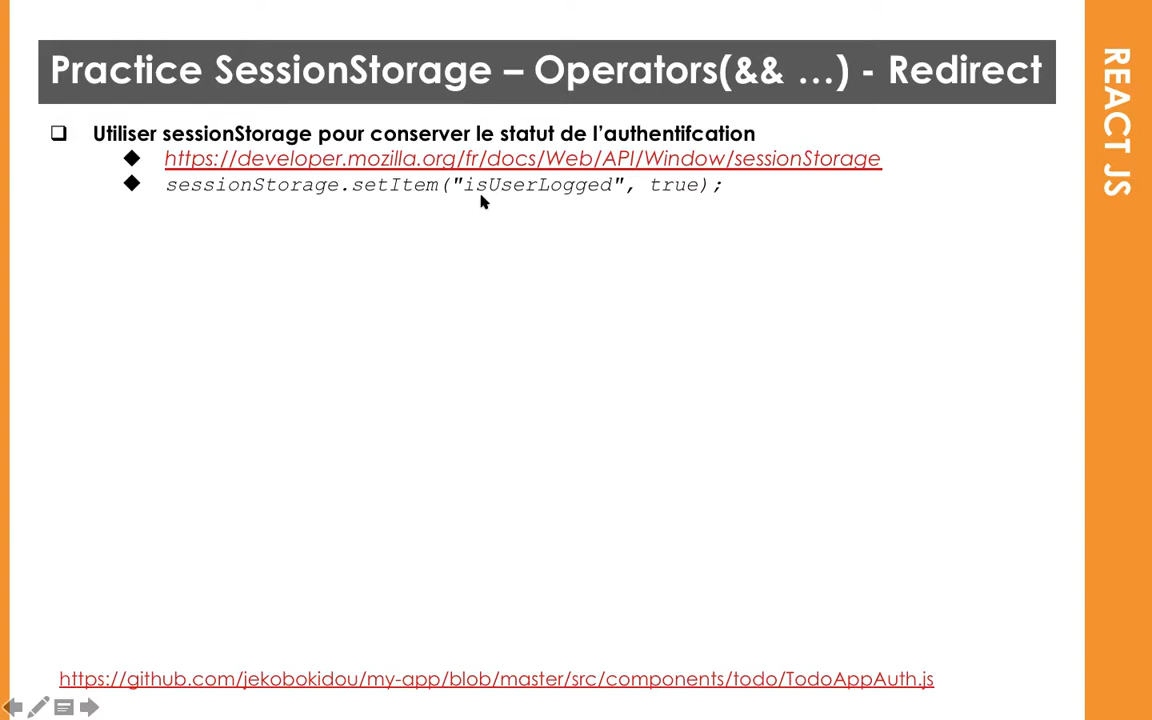 Practice SessionStorage – Operators(&& …) - Redirect
REACT JS
Utiliser sessionStorage pour conserver le statut de l’authentifcation
https://developer.mozilla.org/fr/docs/Web/API/Window/sessionStorage
sessionStorage.setItem("isUserLogged", true);
https://github.com/jekobokidou/my-app/blob/master/src/components/todo/TodoAppAuth.js